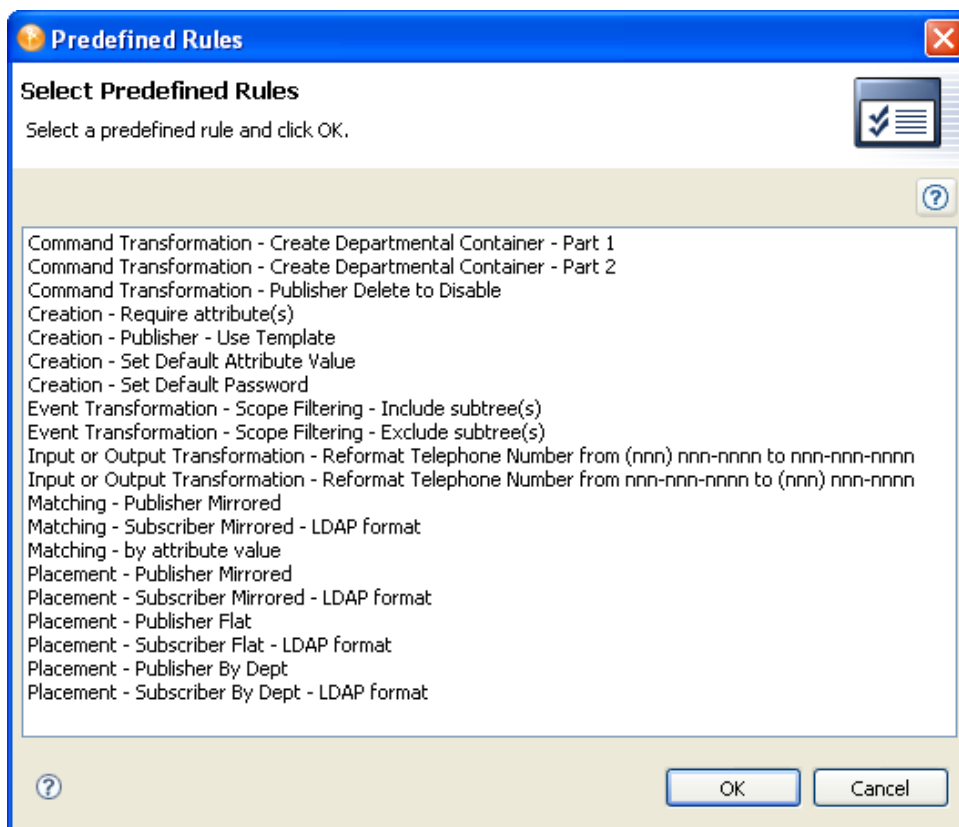 Predefined Rules
Select Predefined Rules
Select a predefined rule and click OK.
Command Transformation - Create Departmental Container - Part 1
Command Transformation - Create Departmental Container - Part 2
Command Transformation - Publisher Delete to Disable
Creation - Require attribute(s)
Creation - Publisher - Use Template
Creation - Set Default Attribute Value
Creation - Set Default Password
Event Transformation - Scope Filtering - Include subtree(s)
Event Transformation - Scope Filtering - Exclude subtree(s)
Input or Output Transformation - Reformat Telephone Number from (nnn) nnn-nnnn to nnn-nnn-nnnn
Input or Output Transformation - Reformat Telephone Number from nnn-nnn-nnnn to (nnn) nnn-nnnn
Matching - Publisher Mirrored
Matching - Subscriber Mirrored - LDAP format
Matching - by attribute value
Placement - Publisher Mirrored
Placement - Subscriber Mirrored - LDAP format
Placement - Publisher Flat
Placement - Subscriber Flat - LDAP format
Placement - Publisher By Dept
Placement - Subscriber By Dept - LDAP format
OK
Cancel